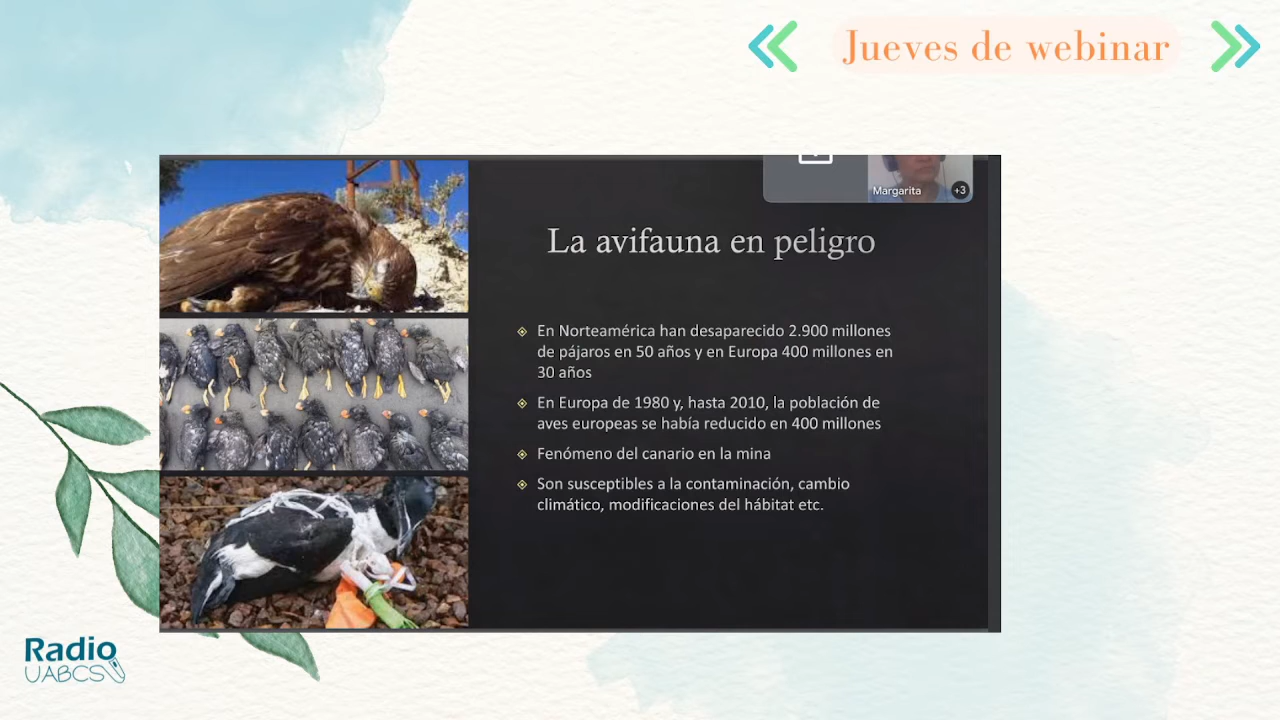 Jueves de webinar
Margarita
+3
La avifauna en peligro
En Norteamérica han desaparecido 2.900 millones
de pájaros en 50 años y en Europa 400 millones en
30 años
En Europa de 1980 y, hasta 2010, la población de
aves europeas se había reducido en 400 millones
Fenómeno del canario en la mina
Son susceptibles a la contaminación, cambio
climático, modificaciones del hábitat etc.
Radio
UABCS